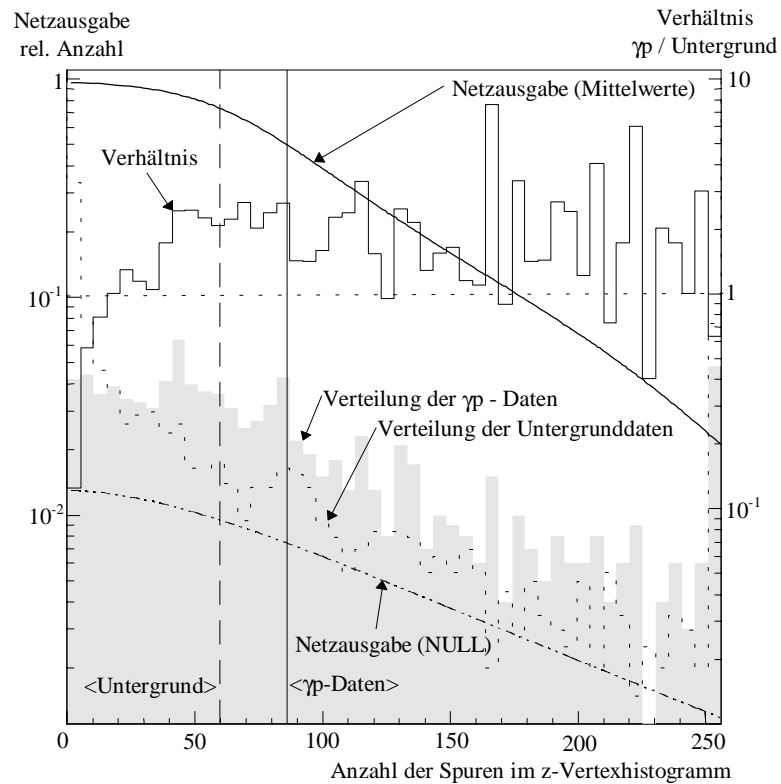 Netzausgabe
rel. Anzahl
Verhältnis
γp / Untergrund
1
10
Netzausgabe (Mittelwerte)
Verhältnis
10^-1
1
Verteilung der γp - Daten
Verteilung der Untergrunddaten
10^-2
10^-1
Netzausgabe (NULL)
<Untergrund>
<γp-Daten>
0 50 100 150 200 250
Anzahl der Spuren im z-Vertexhistogramm